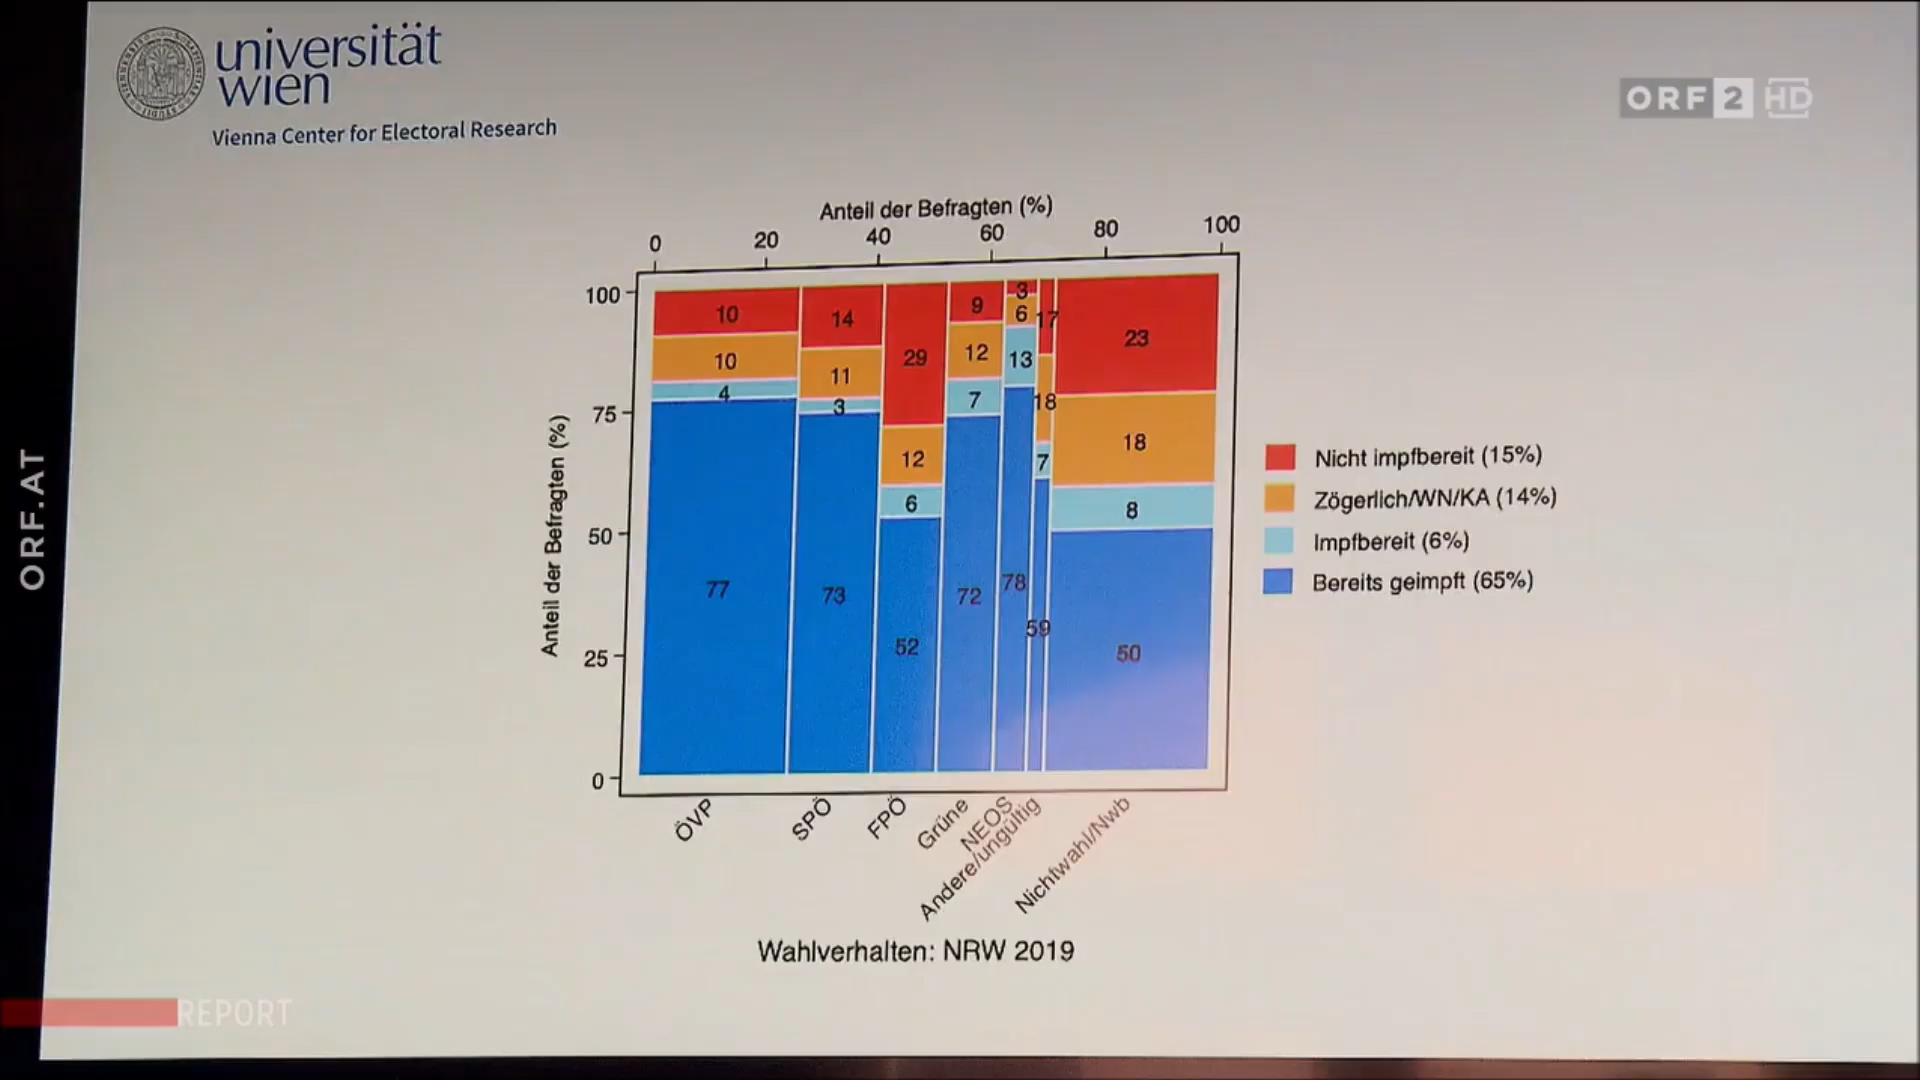 universität
wien
Vienna Center for Electoral Research
ORF 2 HD
ORF.AT
Anteil der Befragten (%)
0 20 40 60 80 100
Anteil der Befragten (%)
100
75
50
25
0
10 14 29 9 3 17 23
10 11 12 12 6 18 18
4 3 6 7 13 7 8
77 73 52 72 78 59 50
Nicht impfbereit (15%)
Zögerlich/WN/KA (14%)
Impfbereit (6%)
Bereits geimpft (65%)
ÖVP
SPÖ
FPÖ
Grüne
NEOS
Andere/ungültig
Nichtwahl/Nwb
Wahlverhalten: NRW 2019
REPORT